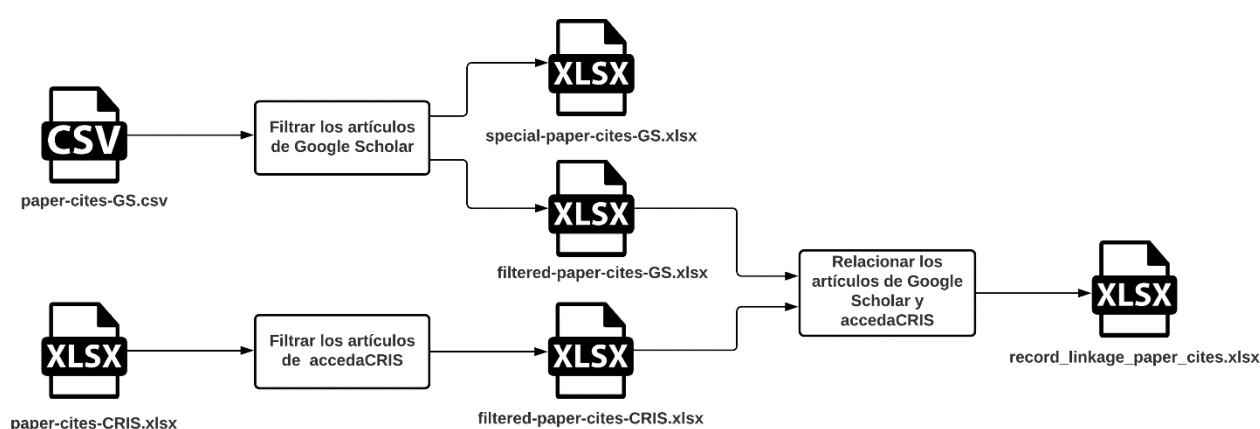 XLSX
special-paper-cites-GS.xlsx
CSV
paper-cites-GS.csv
Filtrar los artículos
de Google Scholar
XLSX
filtered-paper-cites-GS.xlsx
XLSX
paper-cites-CRIS.xlsx
Filtrar los artículos
de accedaCRIS
XLSX
filtered-paper-cites-CRIS.xlsx
Relacionar los
artículos de Google
Scholar y
accedaCRIS
XLSX
record_linkage_paper_cites.xlsx